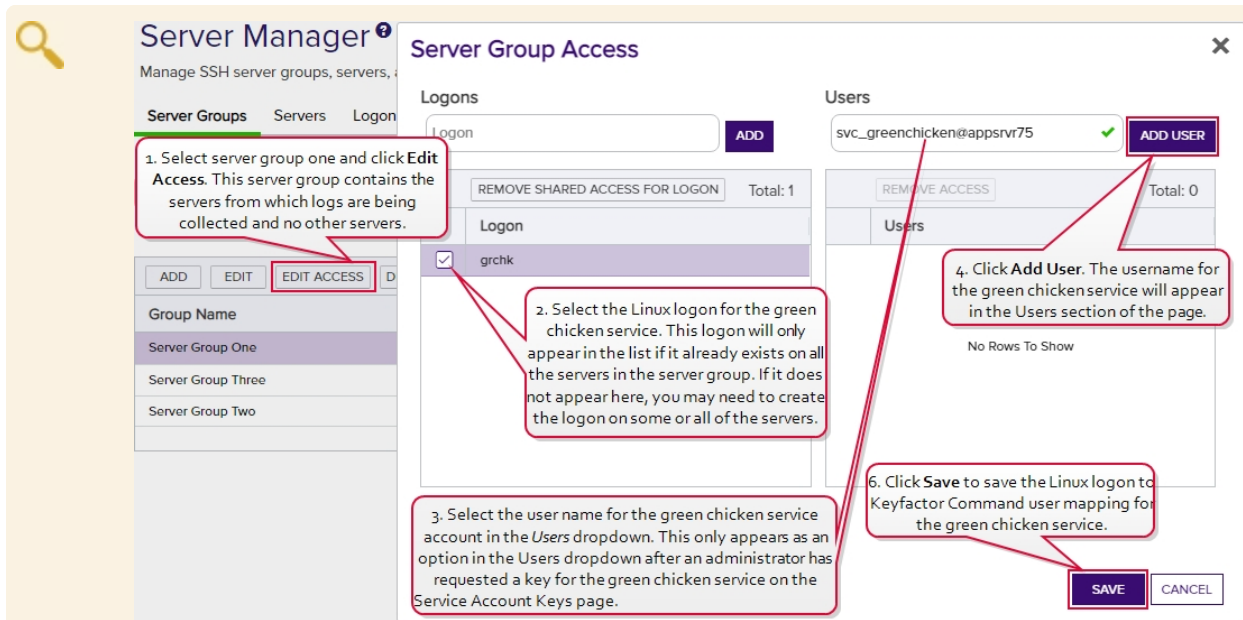 Server Manager
Manage SSH server groups, servers,
Server Groups Servers Logon
1. Select server group one and click Edit
Access. This server group contains the
servers from which logs are being
collected and no other servers.
ADD EDIT EDIT ACCESS D
Group Name
Server Group One
Server Group Three
Server Group Two
Server Group Access
Logons
Logon
ADD
REMOVE SHARED ACCESS FOR LOGON Total: 1
Logon
grchk
2. Select the Linux logon for the green
chicken service. This logon will only
appear in the list if it already exists on all
the servers in the server group. If it does
not appear here, you may need to create
the logon on some or all of the servers.
Users
svc_greenchicken@appsrvr75
ADD USER
REMOVE ACCESS Total: 0
Users
4. Click Add User. The username for
the green chicken service will appear
in the Users section of the page.
No Rows To Show
3. Select the user name for the green chicken service
account in the Users dropdown. This only appears as an
option in the Users dropdown after an administrator has
requested a key for the green chicken service on the
Service Account Keys page.
6. Click Save to save the Linux logon to
Keyfactor Command user mapping for
the green chicken service.
SAVE CANCEL